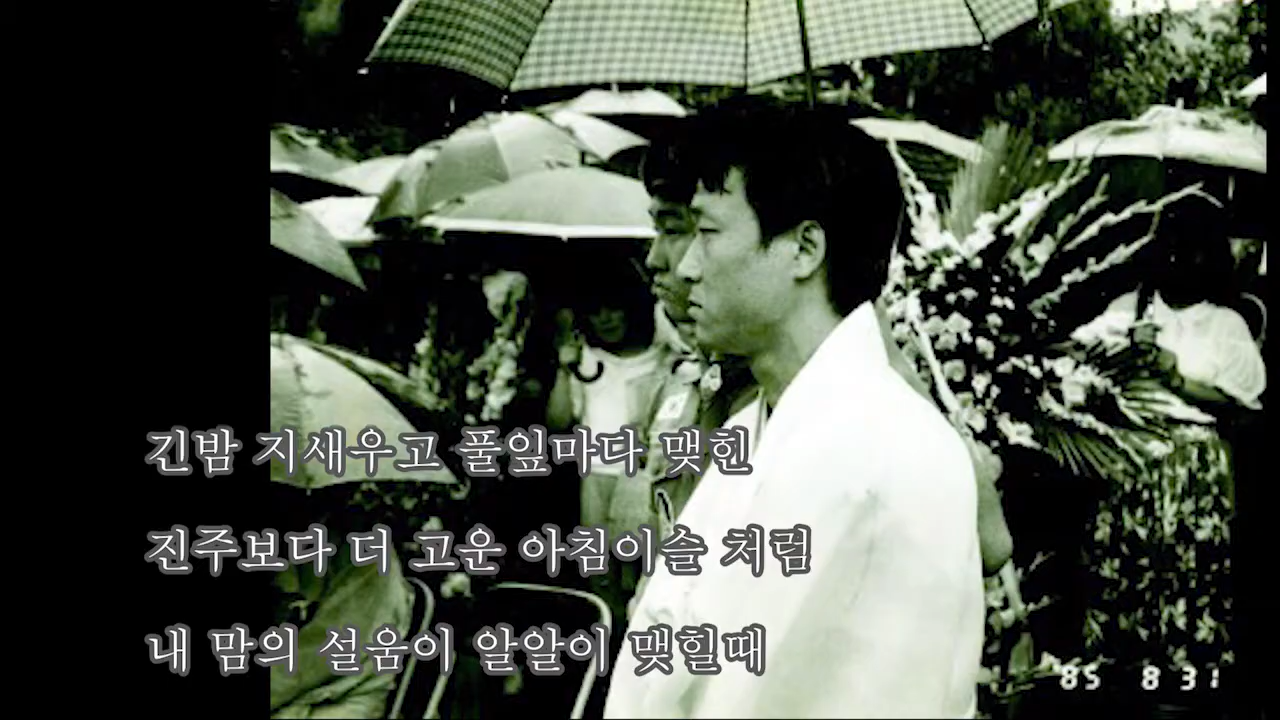 긴밤 지새우고 풀잎마다 맺힌
진주보다 더 고운 아침이슬 처럼
내 맘의 설움이 알알이 맺힐때
'85 8 31